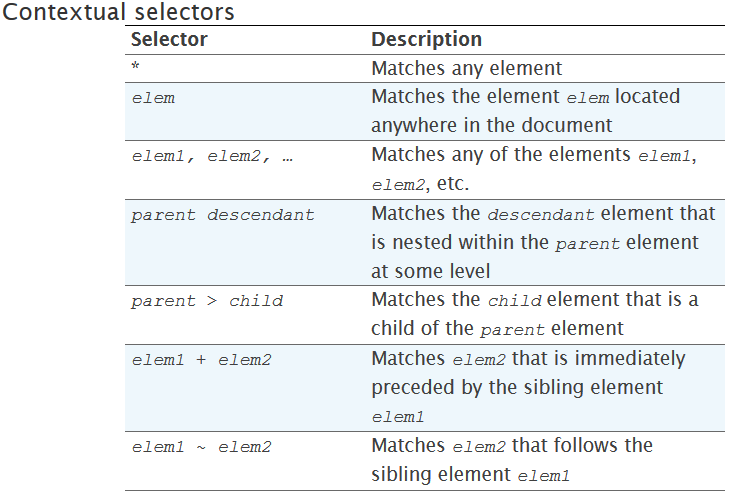 Contextual selectors
Selector Description
* Matches any element
elem Matches the element elem located
anywhere in the document
elem1, elem2, … Matches any of the elements elem1,
elem2, etc.
parent descendant Matches the descendant element that
is nested within the parent element
at some level
parent > child Matches the child element that is a
child of the parent element
elem1 + elem2 Matches elem2 that is immediately
preceded by the sibling element
elem1
elem1 ~ elem2 Matches elem2 that follows the
sibling element elem1